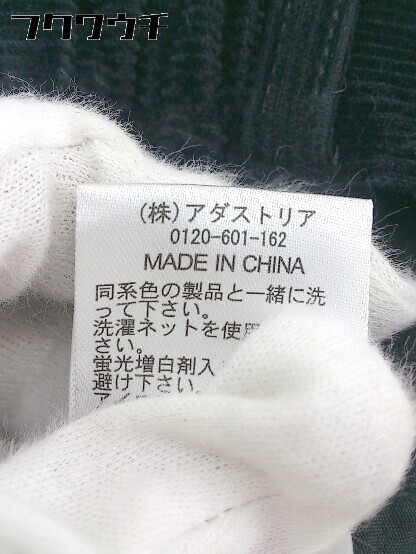 フクワウチ
(株)アダストリア
0120-601-162
MADE IN CHINA
同系色の製品と一緒に洗
って下さい。
洗濯ネットを使用
さい。
蛍光増白剤入
避け下さい。